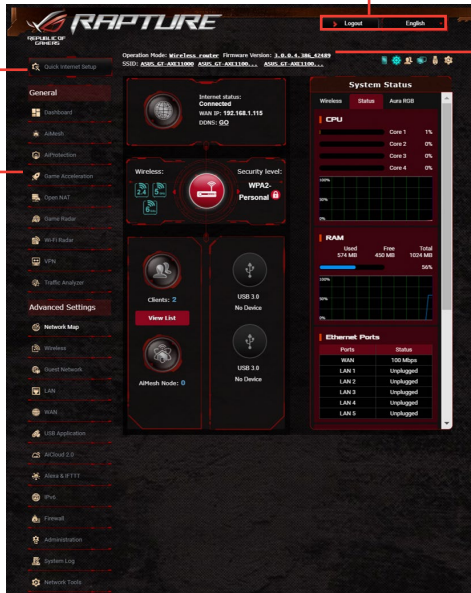 RAPTURE
REPUBLIC OF
GAMERS
Logout
English
Operation Mode: Wireless router Firmware Version: 3.0.0.4.386_42489
SSID: ASUS_GT-AXE11000 ASUS_GT-AXE1100... ASUS_GT-AXE1100...
Quick Internet Setup
General
Dashboard
AiMesh
AiProtection
Game Acceleration
Open NAT
Game Radar
Wi-Fi Radar
VPN
Traffic Analyzer
Advanced Settings
Network Map
Wireless
Guest Network
LAN
WAN
USB Application
AiCloud 2.0
Alexa & IFTTT
IPv6
Firewall
Administration
System Log
Network Tools
Internet status:
Connected
WAN IP: 192.168.1.115
DDNS: GO
Wireless:
2.4
5
6
Security level:
WPA2-
Personal
Clients: 2
View List
AiMesh Node: 0
USB 3.0
No Device
USB 3.0
No Device
System Status
Wireless Status Aura RGB
CPU
Core 1 1%
Core 2 0%
Core 3 0%
Core 4 0%
100%
50%
0%
RAM
Used Free Total
574 MB 450 MB 1024 MB
56%
100%
50%
0%
Ethernet Ports
Ports Status
WAN 100 Mbps
LAN 1 Unplugged
LAN 2 Unplugged
LAN 3 Unplugged
LAN 4 Unplugged
LAN 5 Unplugged